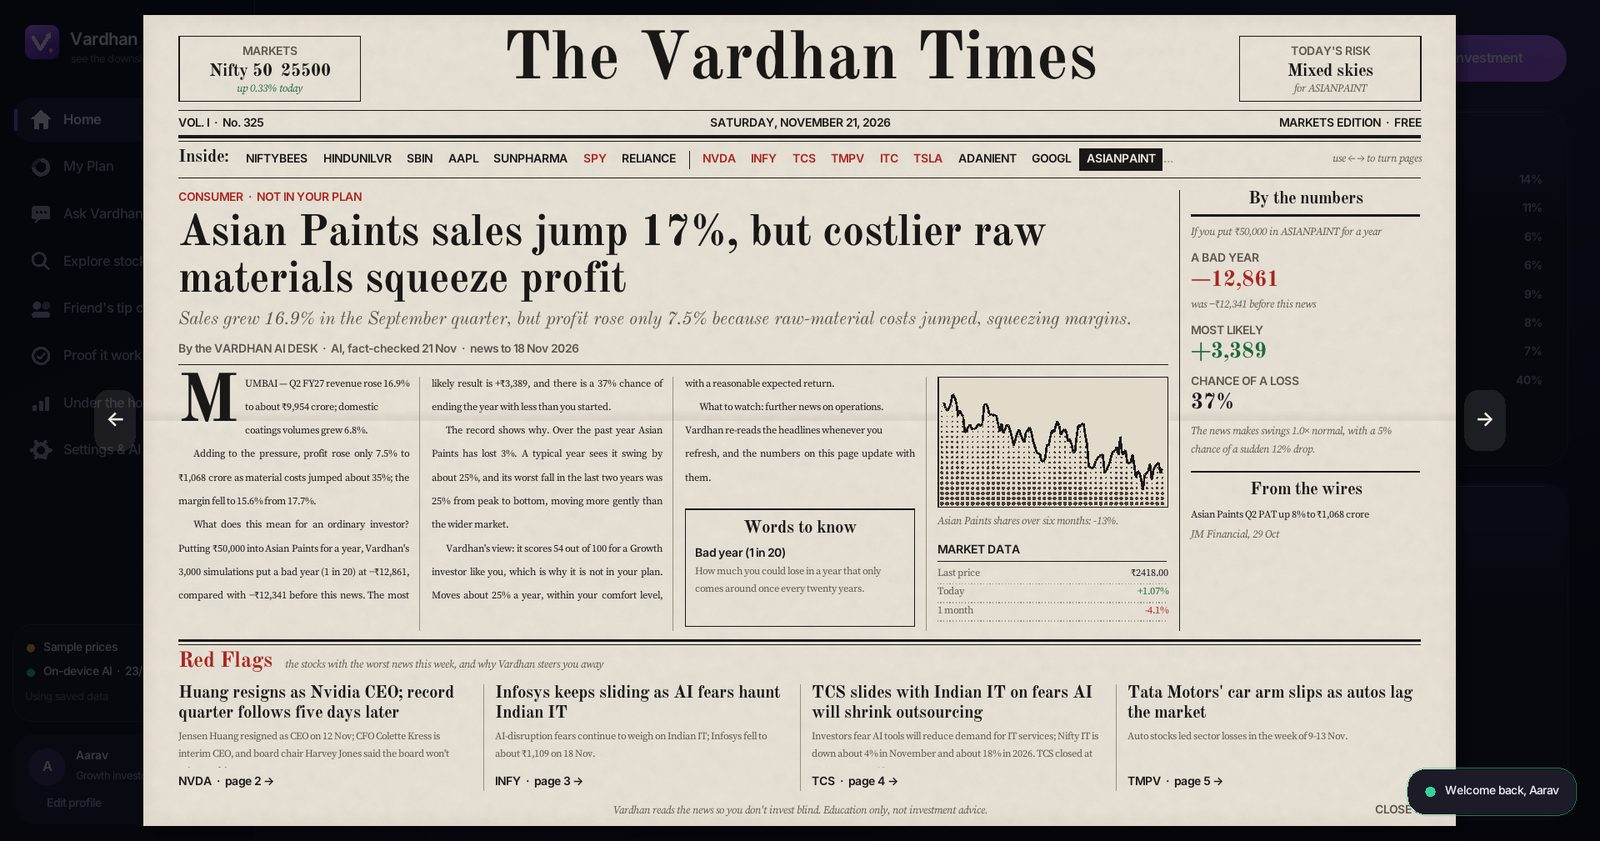 Vardhan
see the downsi
Home
My Plan
Ask Vardhan
Explore stock
Friend's tip c
Proof it work
Under the ho
Settings & AI
Sample prices
On-device AI · 23/
Using saved data
A
Aarav
Growth invest
Edit profile
nvestment
14%
11%
6%
6%
9%
8%
7%
40%
MARKETS
Nifty 50 25500
up 0.33% today
The Vardhan Times
TODAY'S RISK
Mixed skies
for ASIANPAINT
VOL. I · No. 325
SATURDAY, NOVEMBER 21, 2026
MARKETS EDITION · FREE
Inside: NIFTYBEES HINDUNILVR SBIN AAPL SUNPHARMA SPY RELIANCE NVDA INFY TCS TMPV ITC TSLA ADANIENT GOOGL ASIANPAINT ...
use ←→ to turn pages
CONSUMER · NOT IN YOUR PLAN
Asian Paints sales jump 17%, but costlier raw
materials squeeze profit
Sales grew 16.9% in the September quarter, but profit rose only 7.5% because raw-material costs jumped, squeezing margins.
By the VARDHAN AI DESK · AI, fact-checked 21 Nov · news to 18 Nov 2026
MUMBAI — Q2 FY27 revenue rose 16.9%
to about ₹9,954 crore; domestic
coatings volumes grew 6.8%.
Adding to the pressure, profit rose only 7.5% to
₹1,068 crore as material costs jumped about 35%; the
margin fell to 15.6% from 17.7%.
What does this mean for an ordinary investor?
Putting ₹50,000 into Asian Paints for a year, Vardhan's
3,000 simulations put a bad year (1 in 20) at −₹12,861,
compared with −₹12,341 before this news. The most
likely result is +₹3,389, and there is a 37% chance of
ending the year with less than you started.
The record shows why. Over the past year Asian
Paints has lost 3%. A typical year sees it swing by
about 25%, and its worst fall in the last two years was
25% from peak to bottom, moving more gently than
the wider market.
Vardhan's view: it scores 54 out of 100 for a Growth
investor like you, which is why it is not in your plan.
Moves about 25% a year, within your comfort level,
with a reasonable expected return.
What to watch: further news on operations.
Vardhan re-reads the headlines whenever you
refresh, and the numbers on this page update with
them.
Words to know
Bad year (1 in 20)
How much you could lose in a year that only
comes around once every twenty years.
Asian Paints shares over six months: -13%.
MARKET DATA
Last price ₹2418.00
Today +1.07%
1 month -4.1%
By the numbers
If you put ₹50,000 in ASIANPAINT for a year
A BAD YEAR
—12,861
was −₹12,341 before this news
MOST LIKELY
+3,389
CHANCE OF A LOSS
37%
The news makes swings 1.0× normal, with a 5%
chance of a sudden 12% drop.
From the wires
Asian Paints Q2 PAT up 8% to ₹1,068 crore
JM Financial, 29 Oct
Red Flags the stocks with the worst news this week, and why Vardhan steers you away
Huang resigns as Nvidia CEO; record
quarter follows five days later
Jensen Huang resigned as CEO on 12 Nov; CFO Colette Kress is
interim CEO, and board chair Harvey Jones said the board won't
NVDA · page 2 →
Infosys keeps sliding as AI fears haunt
Indian IT
AI-disruption fears continue to weigh on Indian IT; Infosys fell to
about ₹1,109 on 18 Nov.
INFY · page 3 →
TCS slides with Indian IT on fears AI
will shrink outsourcing
Investors fear AI tools will reduce demand for IT services; Nifty IT is
down about 4% in November and about 18% in 2026. TCS closed at
TCS · page 4 →
Tata Motors' car arm slips as autos lag
the market
Auto stocks led sector losses in the week of 9-13 Nov.
TMPV · page 5 →
Vardhan reads the news so you don't invest blind. Education only, not investment advice.
CLOSE
Welcome back, Aarav